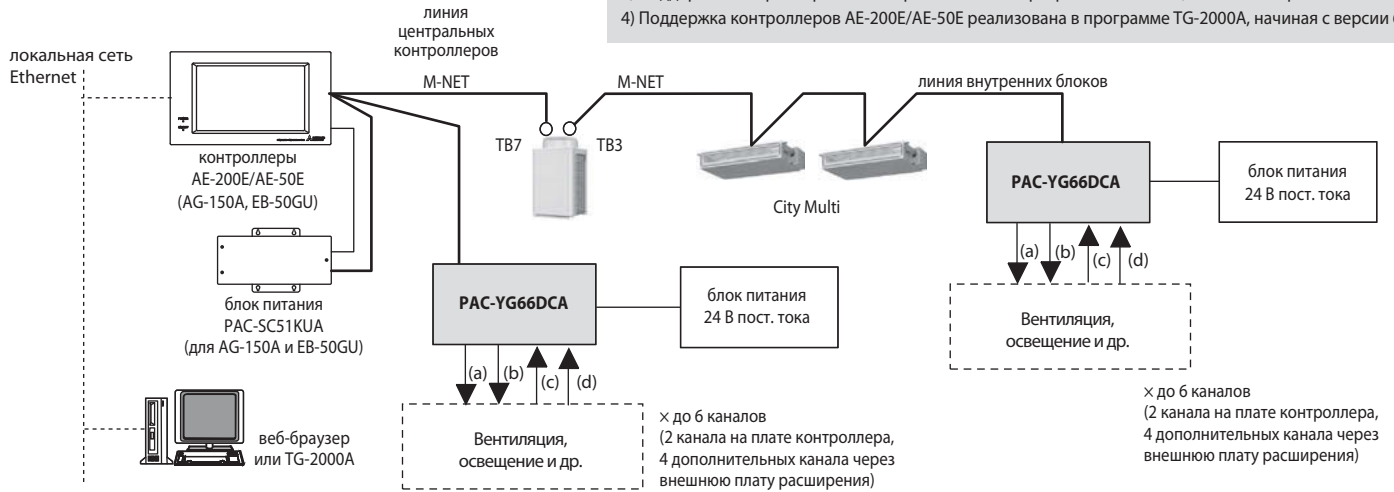 4) Поддержка контроллеров AE-200E/AE-50E реализована в программе TG-2000A, начиная с версии
линия
центральных
контроллеров
локальная сеть
Ethernet
M-NET
M-NET
линия внутренних блоков
TB7
TB3
контроллеры
AE-200E/AE-50E
(AG-150A, EB-50GU)
City Multi
PAC-YG66DCA
блок питания
24 В пост. тока
(a)
(b)
(c)
(d)
блок питания
PAC-SC51KUA
(для AG-150A и EB-50GU)
PAC-YG66DCA
блок питания
24 В пост. тока
Вентиляция,
освещение и др.
(a)
(b)
(c)
(d)
× до 6 каналов
(2 канала на плате контроллера,
4 дополнительных канала через
внешнюю плату расширения)
веб-браузер
или TG-2000A
Вентиляция,
освещение и др.
× до 6 каналов
(2 канала на плате контроллера,
4 дополнительных канала через
внешнюю плату расширения)